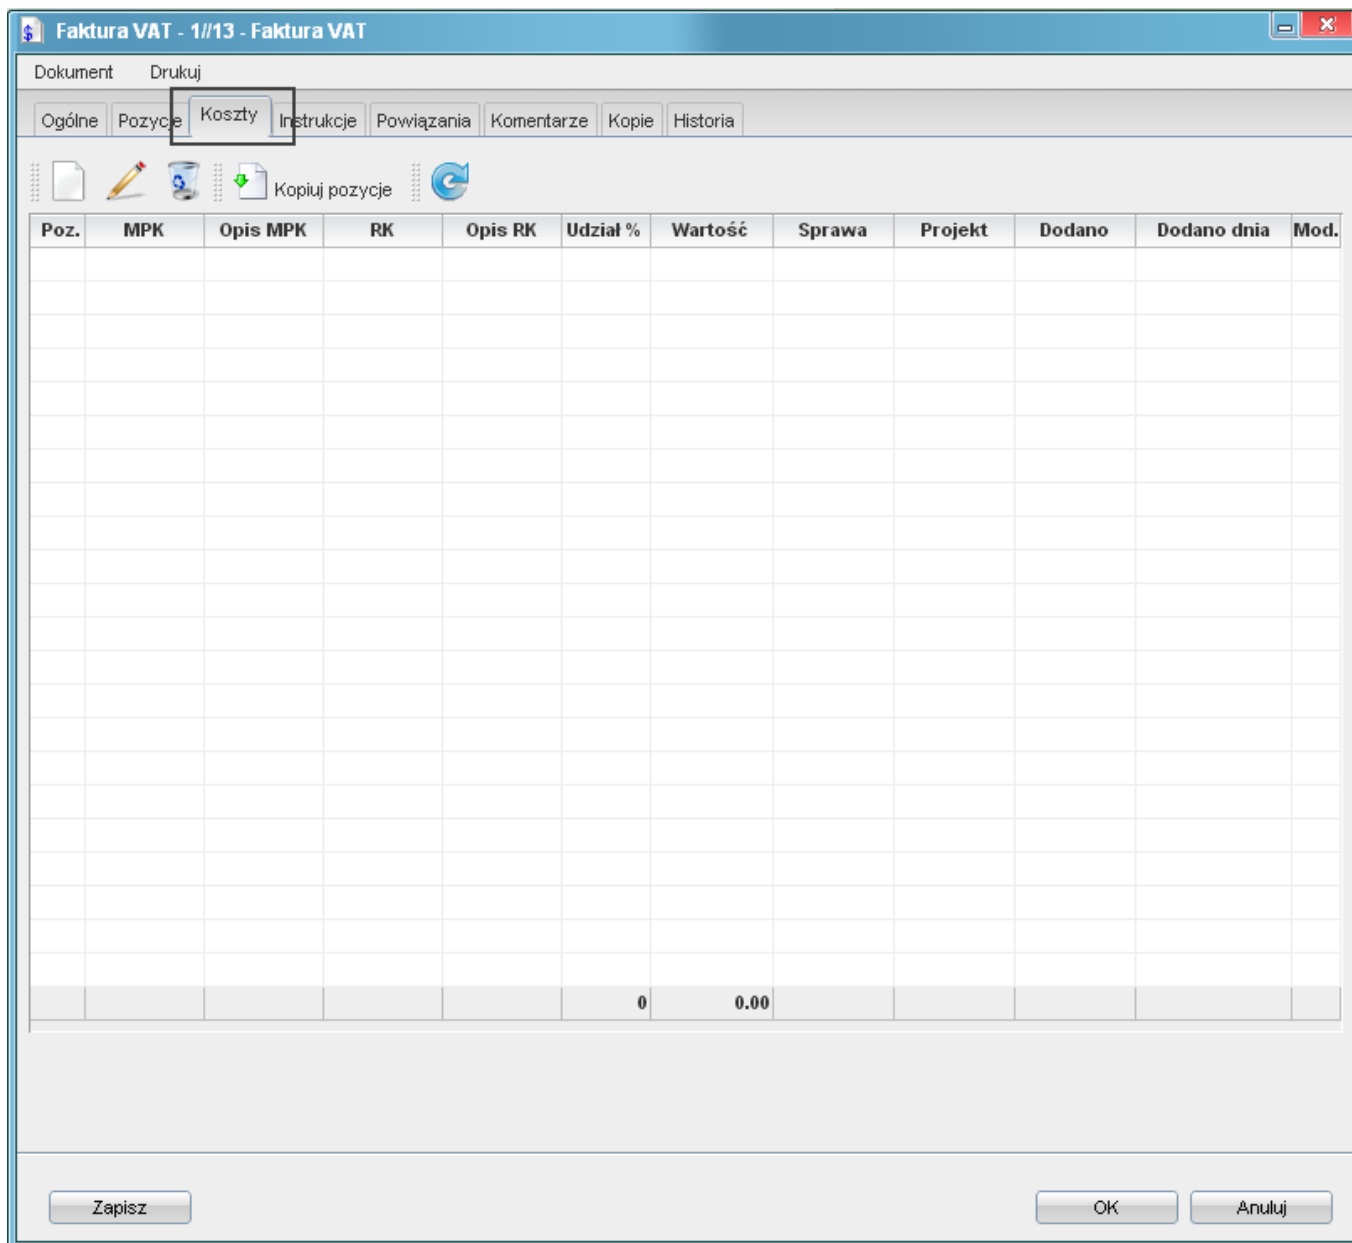 Faktura VAT - 1//13 - Faktura VAT
Dokument Drukuj
Ogólne Pozycje Koszty Instrukcje Powiązania Komentarze Kopie Historia
Kopiuj pozycje
Poz. MPK Opis MPK RK Opis RK Udział % Wartość Sprawa Projekt Dodano Dodano dnia Mod.
0 0.00
Zapisz OK Anuluj